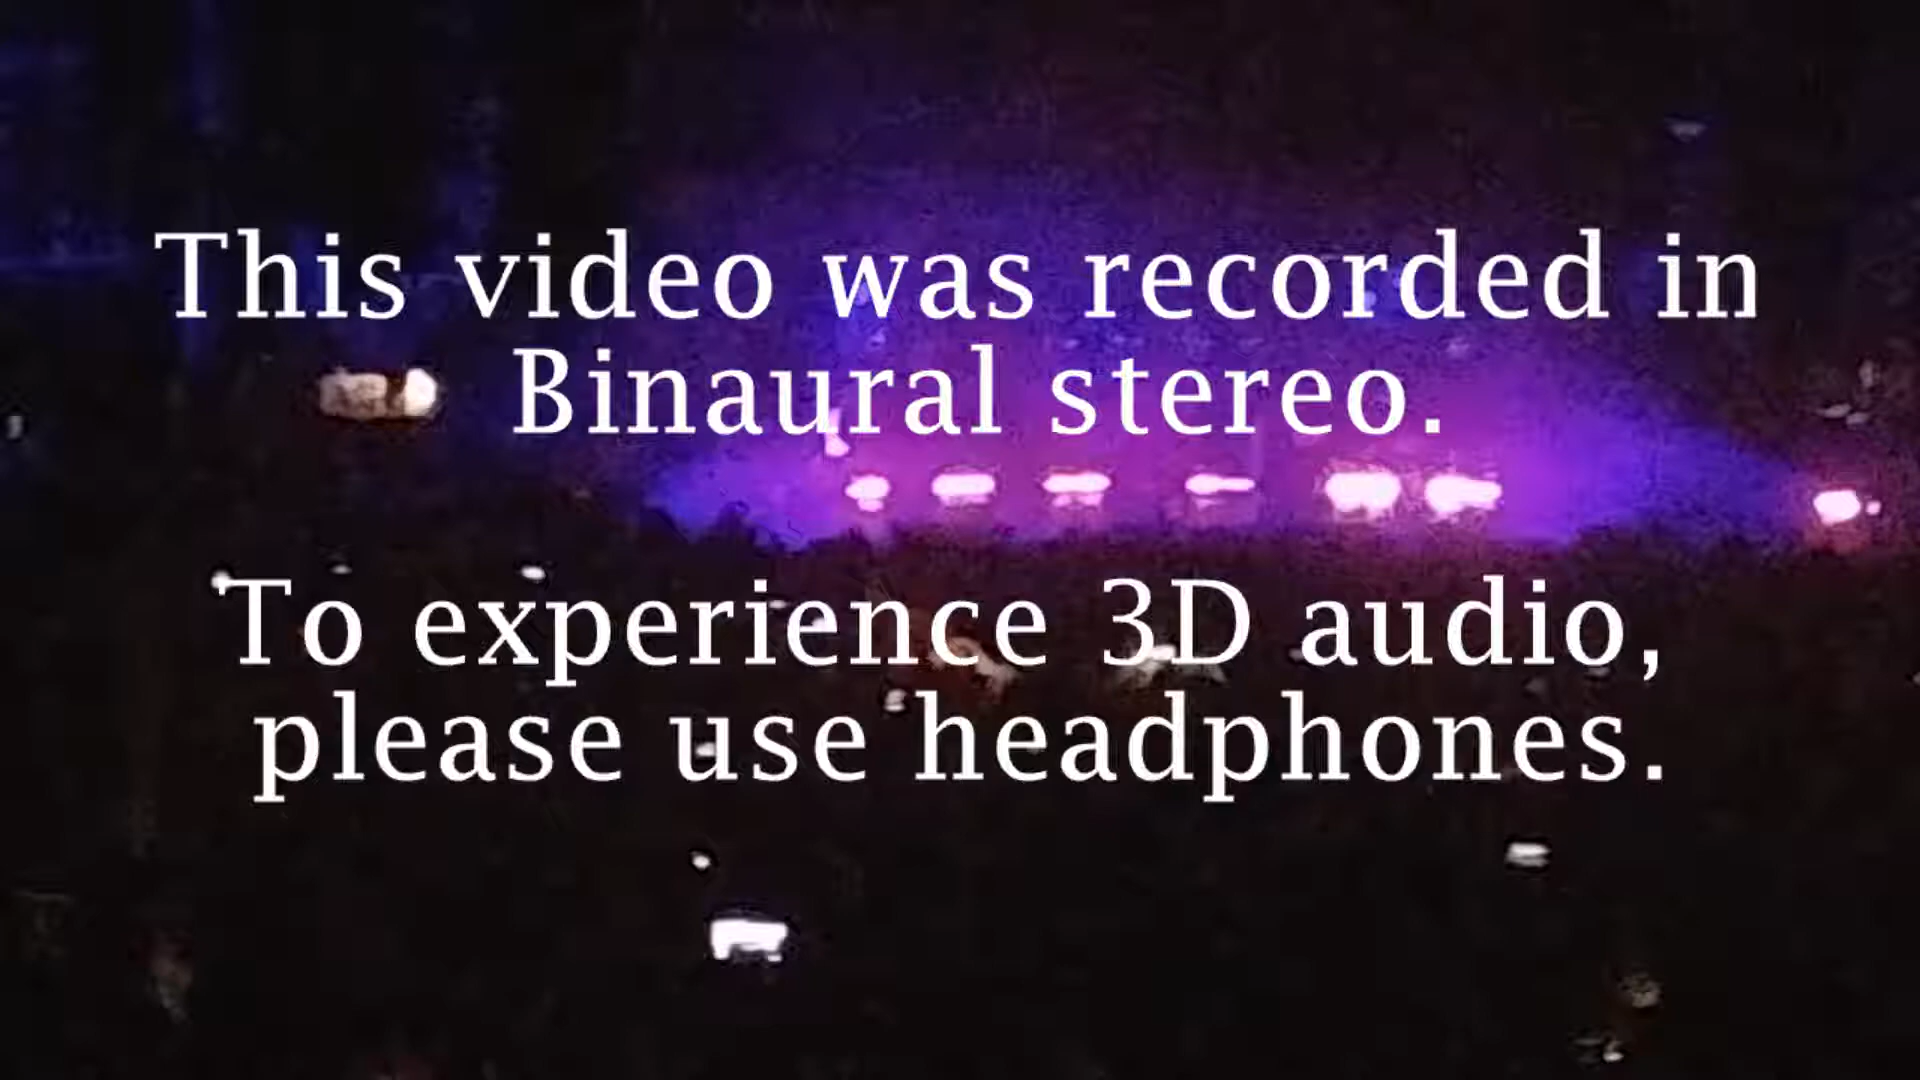 This video was recorded in
Binaural stereo.
To experience 3D audio,
please use headphones.